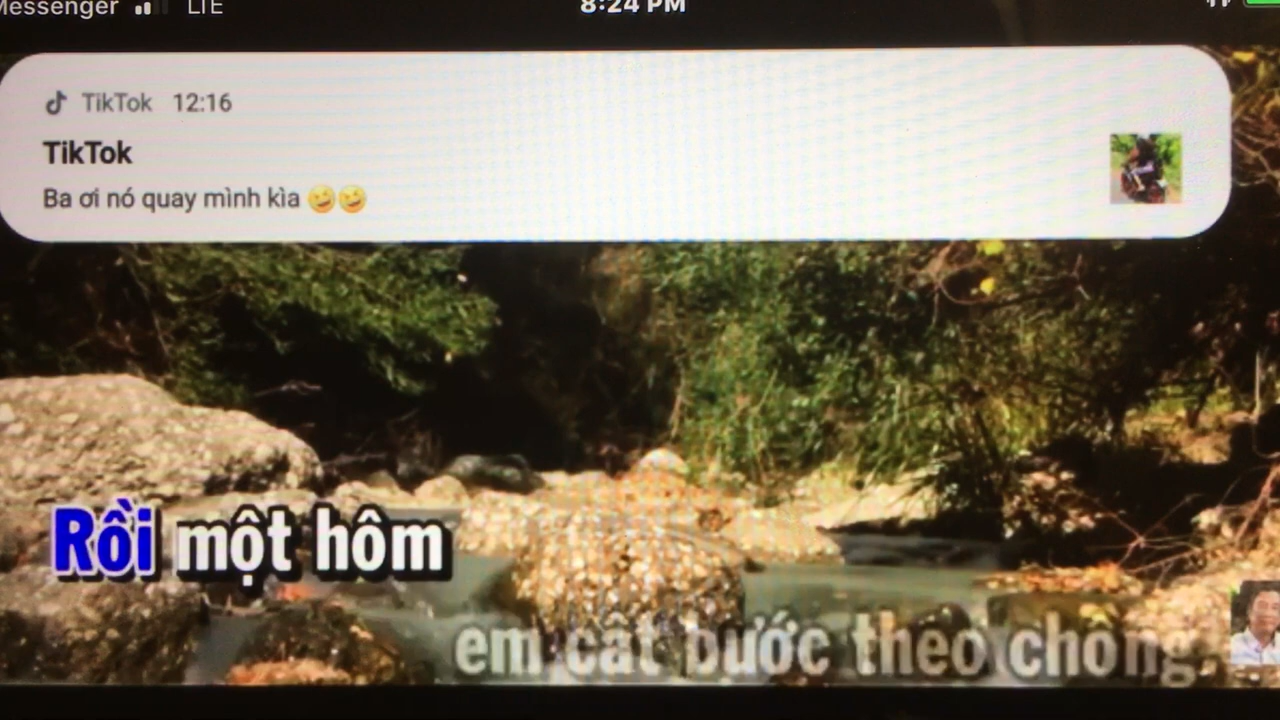 Messenger LTE 8:24 PM
TikTok 12:16
TikTok
Ba ơi nó quay mình kìa 🤣🤣
Rồi một hôm
em cất bước theo chồng